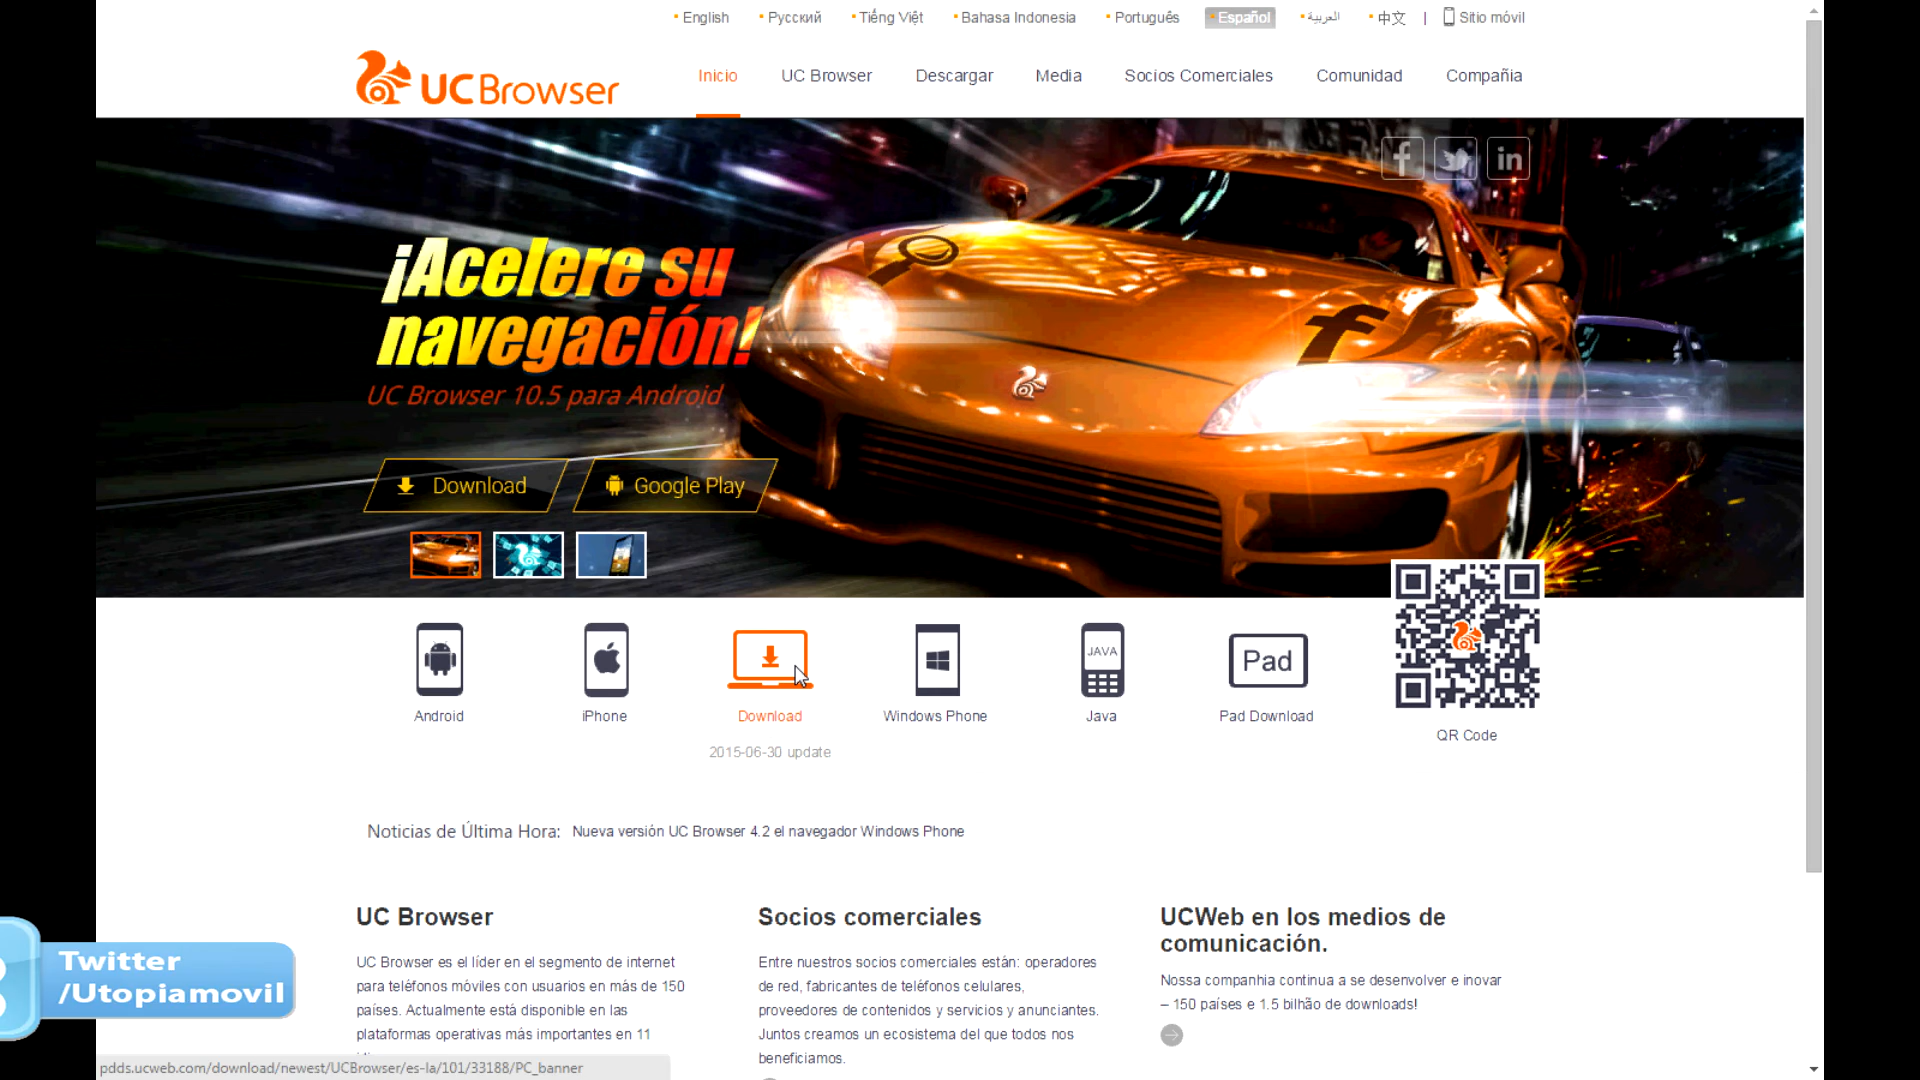 English
Русский
Tiếng Việt
Bahasa Indonesia
Português
Español
العربية
中文
|
Sitio móvil
UC Browser
Inicio
UC Browser
Descargar
Media
Socios Comerciales
Comunidad
Compañia
¡Acelere su
navegación!
UC Browser 10.5 para Android
Download
Google Play
JAVA
Pad
Android
iPhone
Download
Windows Phone
Java
Pad Download
QR Code
2015-06-30 update
Noticias de Última Hora: Nueva versión UC Browser 4.2 el navegador Windows Phone
UC Browser
UC Browser es el líder en el segmento de internet
para teléfonos móviles con usuarios en más de 150
países. Actualmente está disponible en las
plataformas operativas más importantes en 11
Socios comerciales
Entre nuestros socios comerciales están: operadores
de red, fabricantes de teléfonos celulares,
proveedores de contenidos y servicios y anunciantes.
Juntos creamos un ecosistema del que todos nos
beneficiamos.
UCWeb en los medios de
comunicación.
Nossa companhia continua a se desenvolver e inovar
– 150 países e 1.5 bilhão de downloads!
Twitter
/Utopiamovil
pdds.ucweb.com/download/newest/UCBrowser/es-la/101/33188/PC_banner